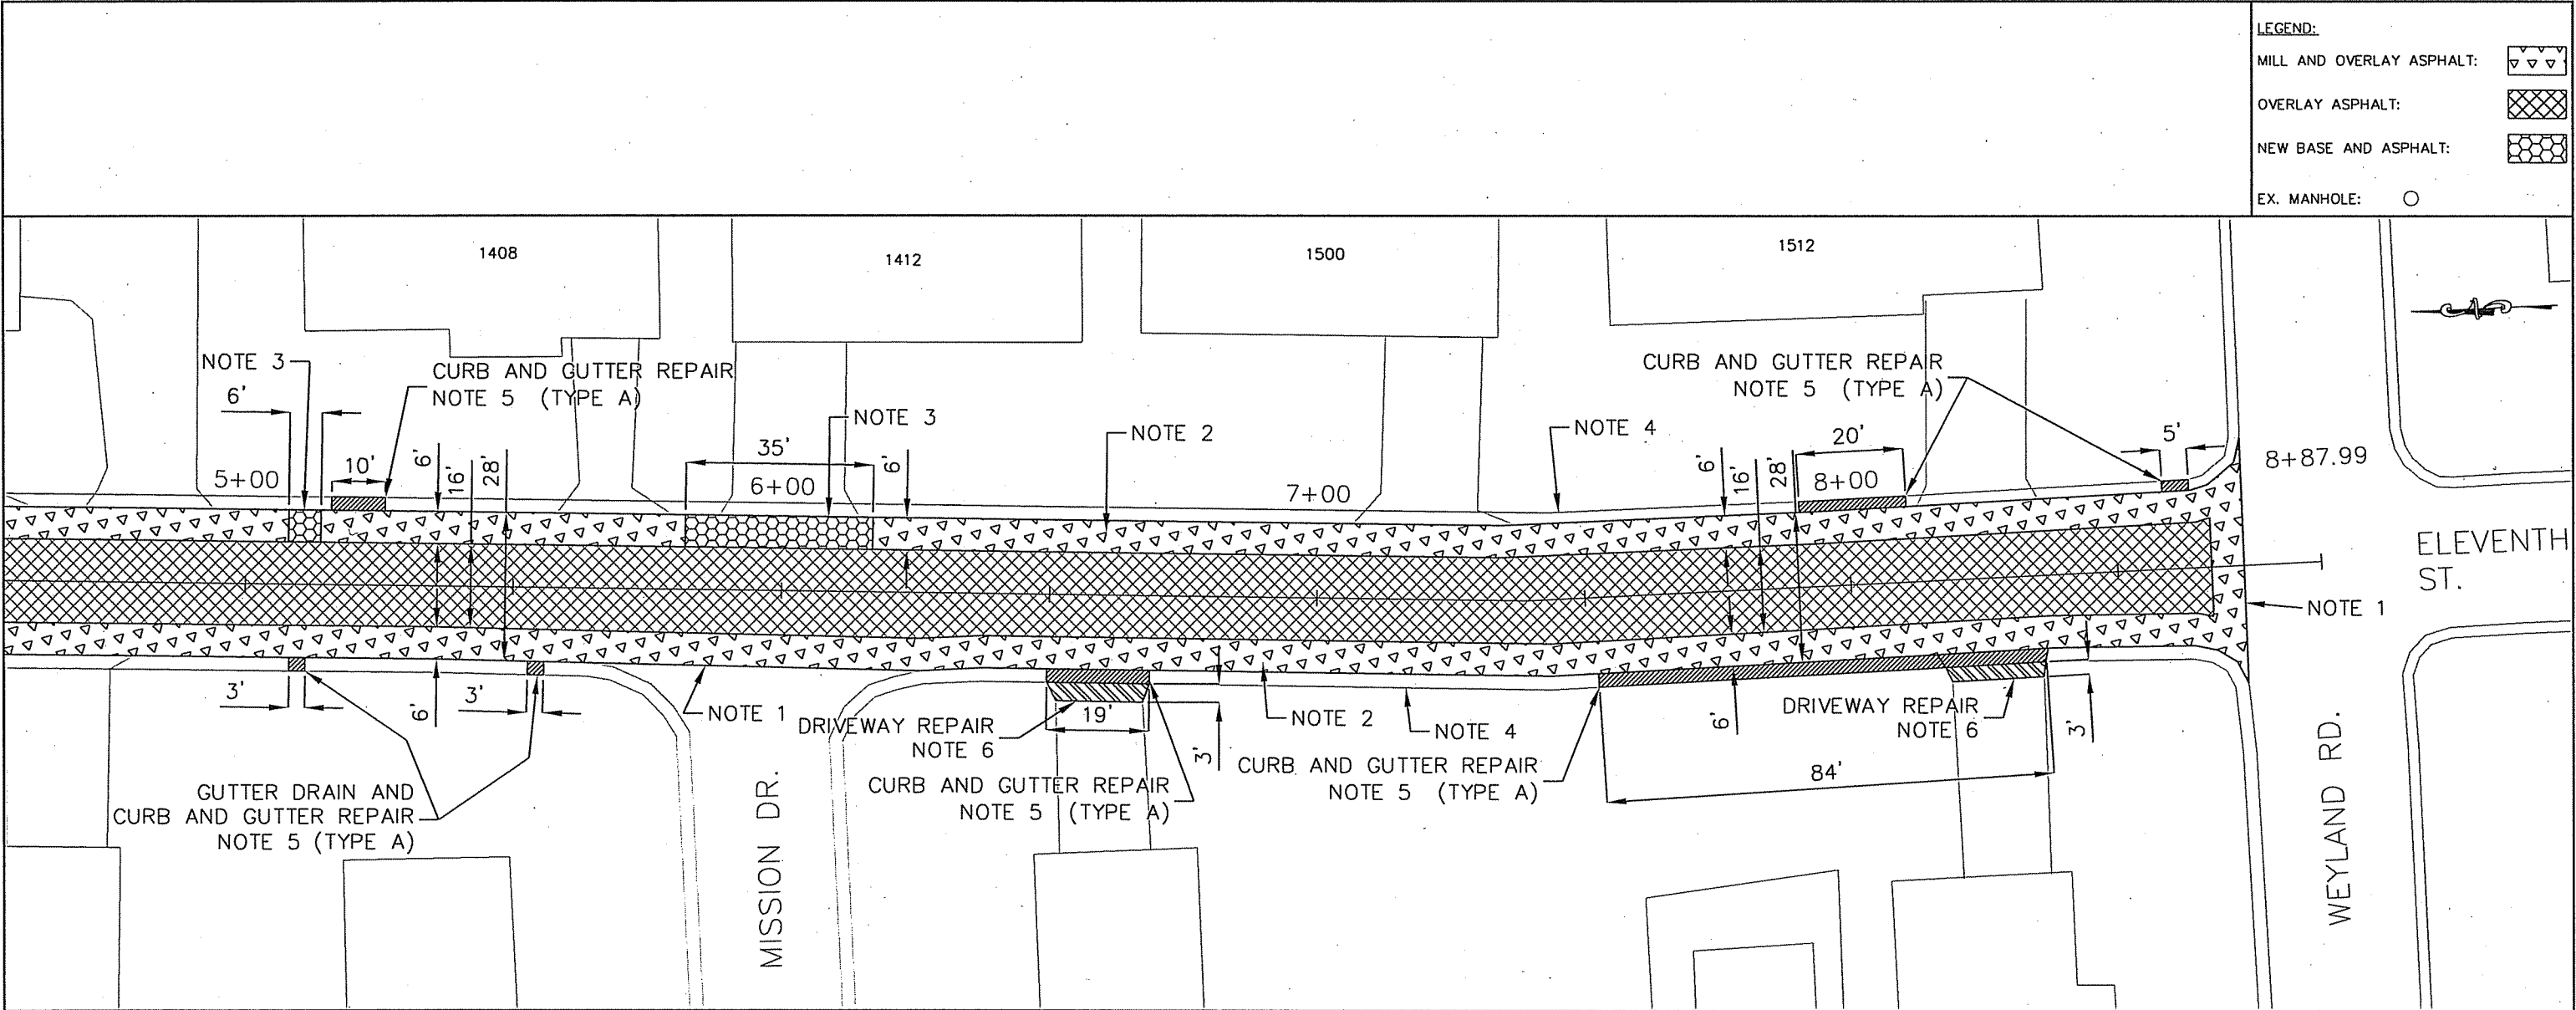 LEGEND:
MILL AND OVERLAY ASPHALT:
OVERLAY ASPHALT:
NEW BASE AND ASPHALT:
EX. MANHOLE:
1408
1412
1500
1512
NOTE 3
6'
CURB AND GUTTER REPAIR
NOTE 5 (TYPE A)
5+00
10'
6'
16'
28'
35'
6+00
NOTE 3
6'
NOTE 2
7+00
NOTE 4
CURB AND GUTTER REPAIR
NOTE 5 (TYPE A)
6'
16'
28'
20'
8+00
5'
8+87.99
ELEVENTH
ST.
NOTE 1
3'
3'
6'
GUTTER DRAIN AND
CURB AND GUTTER REPAIR
NOTE 5 (TYPE A)
NOTE 1
MISSION DR.
DRIVEWAY REPAIR
NOTE 6
19'
3'
CURB AND GUTTER REPAIR
NOTE 5 (TYPE A)
NOTE 2
NOTE 4
CURB AND GUTTER REPAIR
NOTE 5 (TYPE A)
6'
84'
DRIVEWAY REPAIR
NOTE 6
3'
WEYLAND RD.